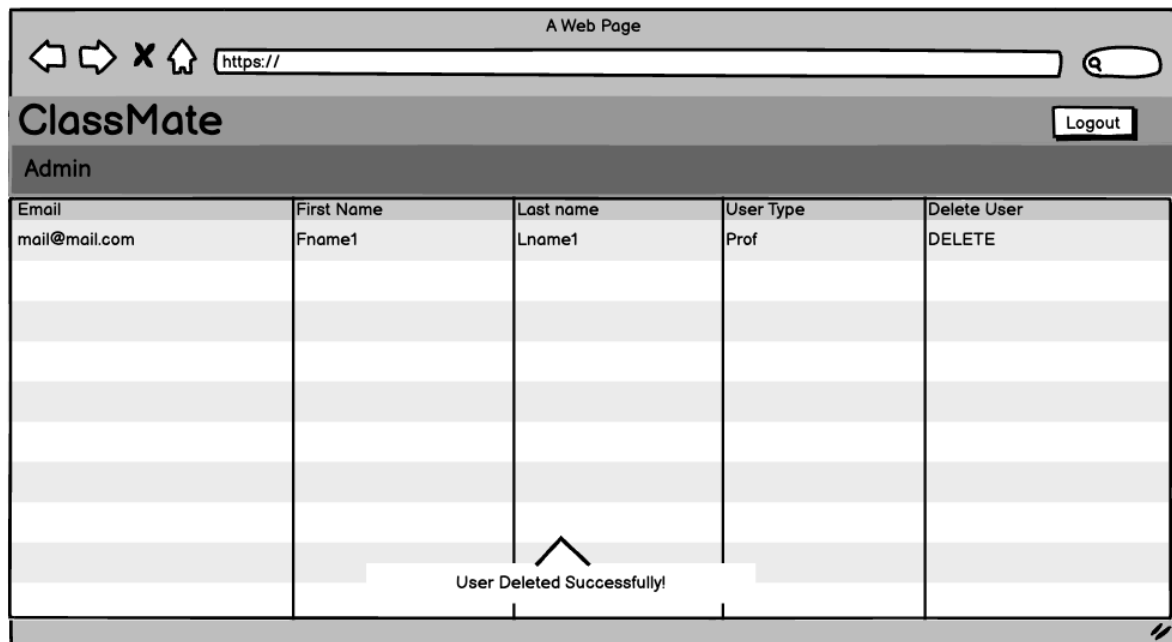 A Web Page
https://
ClassMate
Logout
Admin
Email First Name Last name User Type Delete User
mail@mail.com Fname1 Lname1 Prof DELETE
User Deleted Successfully!